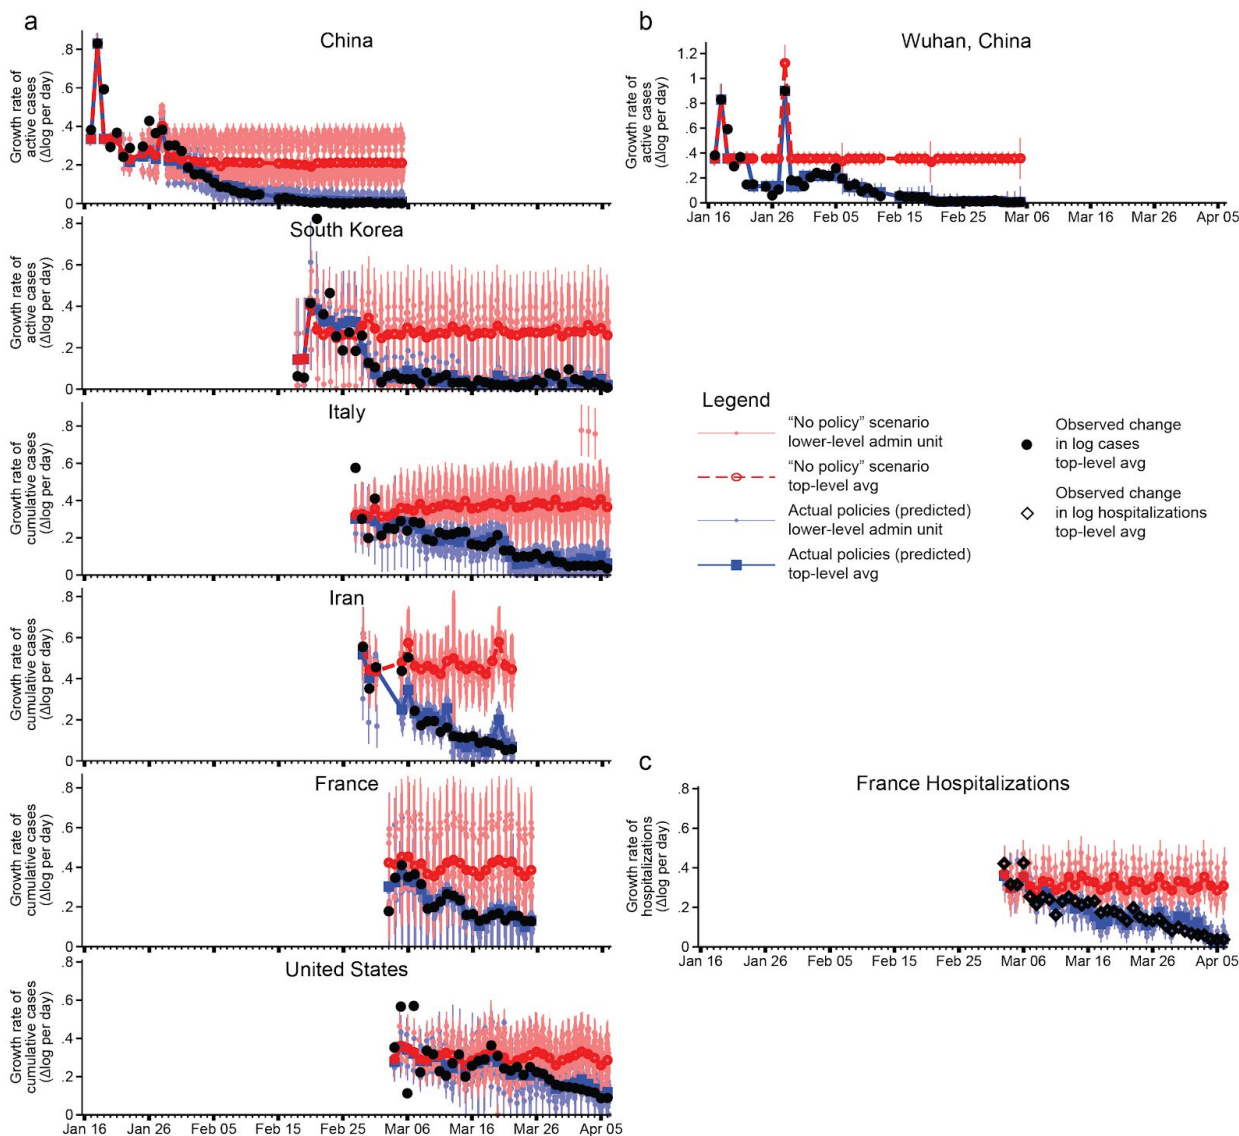 a
China
Growth rate of
active cases
(Δlog per day)
.8
.6
.4
.2
0
South Korea
Growth rate of
active cases
(Δlog per day)
.8
.6
.4
.2
0
Italy
Growth rate of
cumulative cases
(Δlog per day)
.8
.6
.4
.2
0
Iran
Growth rate of
cumulative cases
(Δlog per day)
.8
.6
.4
.2
0
France
Growth rate of
cumulative cases
(Δlog per day)
.8
.6
.4
.2
0
United States
Growth rate of
cumulative cases
(Δlog per day)
.8
.6
.4
.2
0
Jan 16 Jan 26 Feb 05 Feb 15 Feb 25 Mar 06 Mar 16 Mar 26 Apr 05
b
Wuhan, China
Growth rate of
active cases
(Δlog per day)
1.2
1
.8
.6
.4
.2
0
Jan 16 Jan 26 Feb 05 Feb 15 Feb 25 Mar 06 Mar 16 Mar 26 Apr 05
Legend
“No policy” scenario
lower-level admin unit
“No policy” scenario
top-level avg
Actual policies (predicted)
lower-level admin unit
Actual policies (predicted)
top-level avg
Observed change
in log cases
top-level avg
Observed change
in log hospitalizations
top-level avg
c
France Hospitalizations
Growth rate of
hospitalizations
(Δlog per day)
.8
.6
.4
.2
0
Jan 16 Jan 26 Feb 05 Feb 15 Feb 25 Mar 06 Mar 16 Mar 26 Apr 05